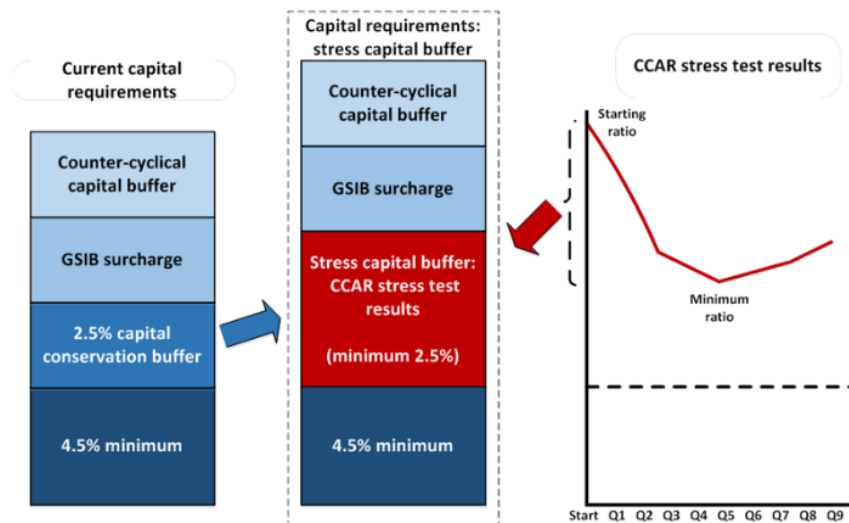 Current capital
requirements
Counter-cyclical
capital buffer
GSIB surcharge
2.5% capital
conservation buffer
4.5% minimum
Capital requirements:
stress capital buffer
Counter-cyclical
capital buffer
GSIB surcharge
Stress capital buffer:
CCAR stress test
results
(minimum 2.5%)
4.5% minimum
CCAR stress test results
Starting
ratio
Minimum
ratio
Start Q1 Q2 Q3 Q4 Q5 Q6 Q7 Q8 Q9